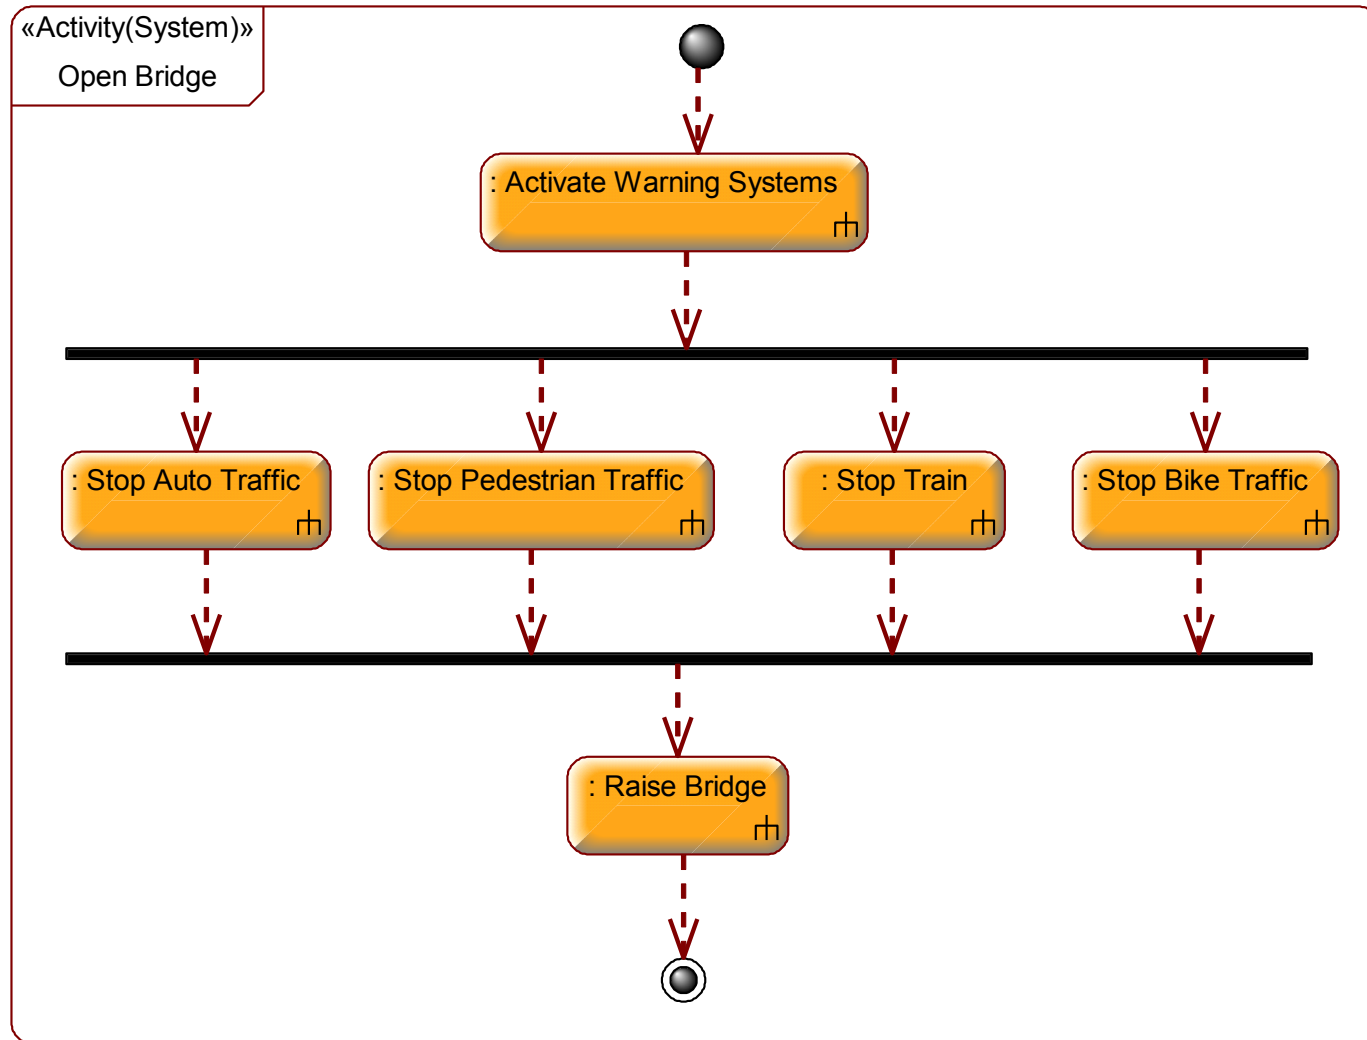 «Activity(System)»
Open Bridge
: Activate Warning Systems
: Stop Auto Traffic
: Stop Pedestrian Traffic
: Stop Train
: Stop Bike Traffic
: Raise Bridge